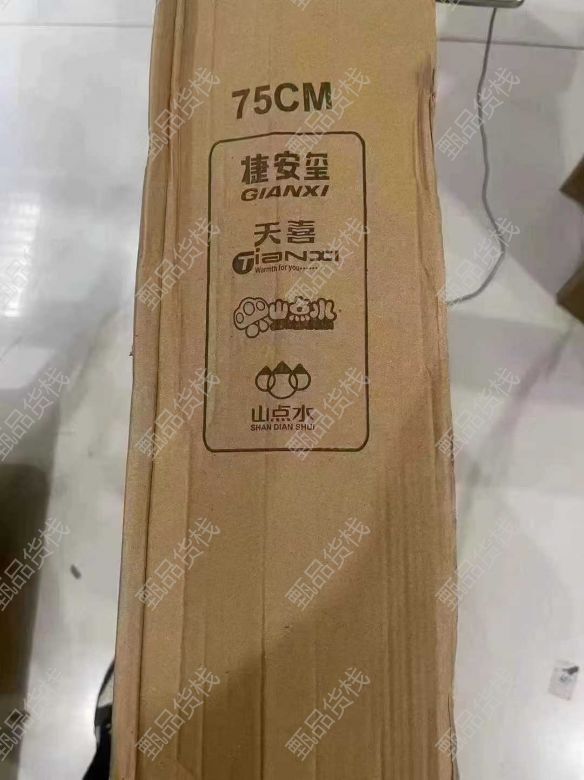 75CM
捷安玺
GIANXI
天喜
TIANXI
Warmth for you......
山点水
山点水
SHAN DIAN SHUI
甄品货栈